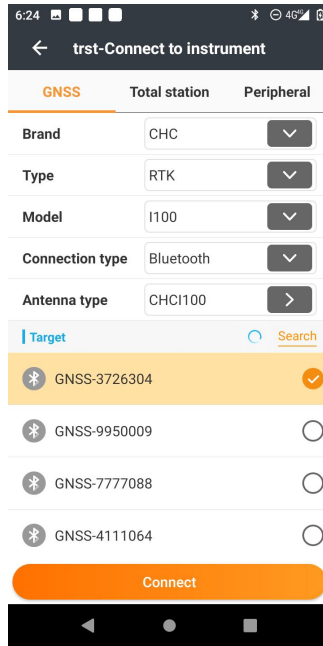 6:24 4G
trst-Connect to instrument
GNSS Total station Peripheral
Brand CHC
Type RTK
Model I100
Connection type Bluetooth
Antenna type CHCI100
Target Search
GNSS-3726304
GNSS-9950009
GNSS-7777088
GNSS-4111064
Connect